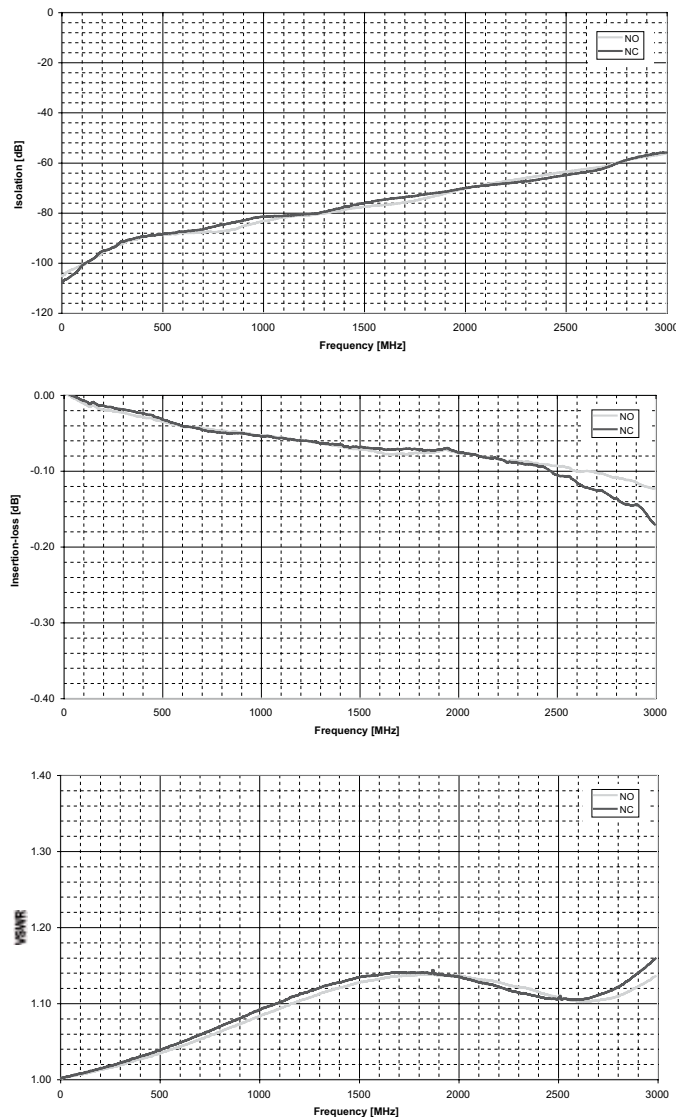 0
-20
-40
-60
-80
-100
-120
Isolation [dB]
NO
NC
0 500 1000 1500 2000 2500 3000
Frequency [MHz]
0.00
-0.10
-0.20
-0.30
-0.40
Insertion-loss [dB]
NO
NC
0 500 1000 1500 2000 2500 3000
Frequency [MHz]
1.40
1.30
1.20
1.10
1.00
VSWR
NO
NC
0 500 1000 1500 2000 2500 3000
Frequency [MHz]